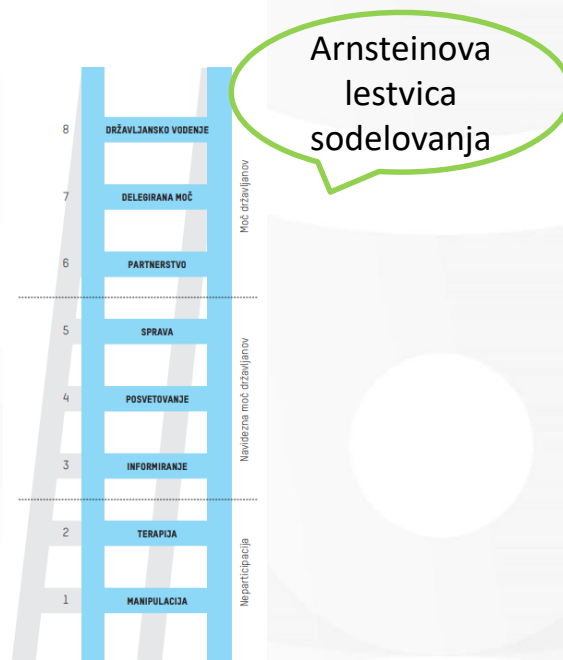 Arnsteinova
lestvica
sodelovanja
8 DRŽAVLJANSKO VODENJE
7 DELEGIRANA MOČ
6 PARTNERSTVO
Moč državljanov
5 SPRAVA
4 POSVETOVANJE
3 INFORMIRANJE
Navidezna moč državljanov
2 TERAPIJA
1 MANIPULACIJA
Neparticipacija